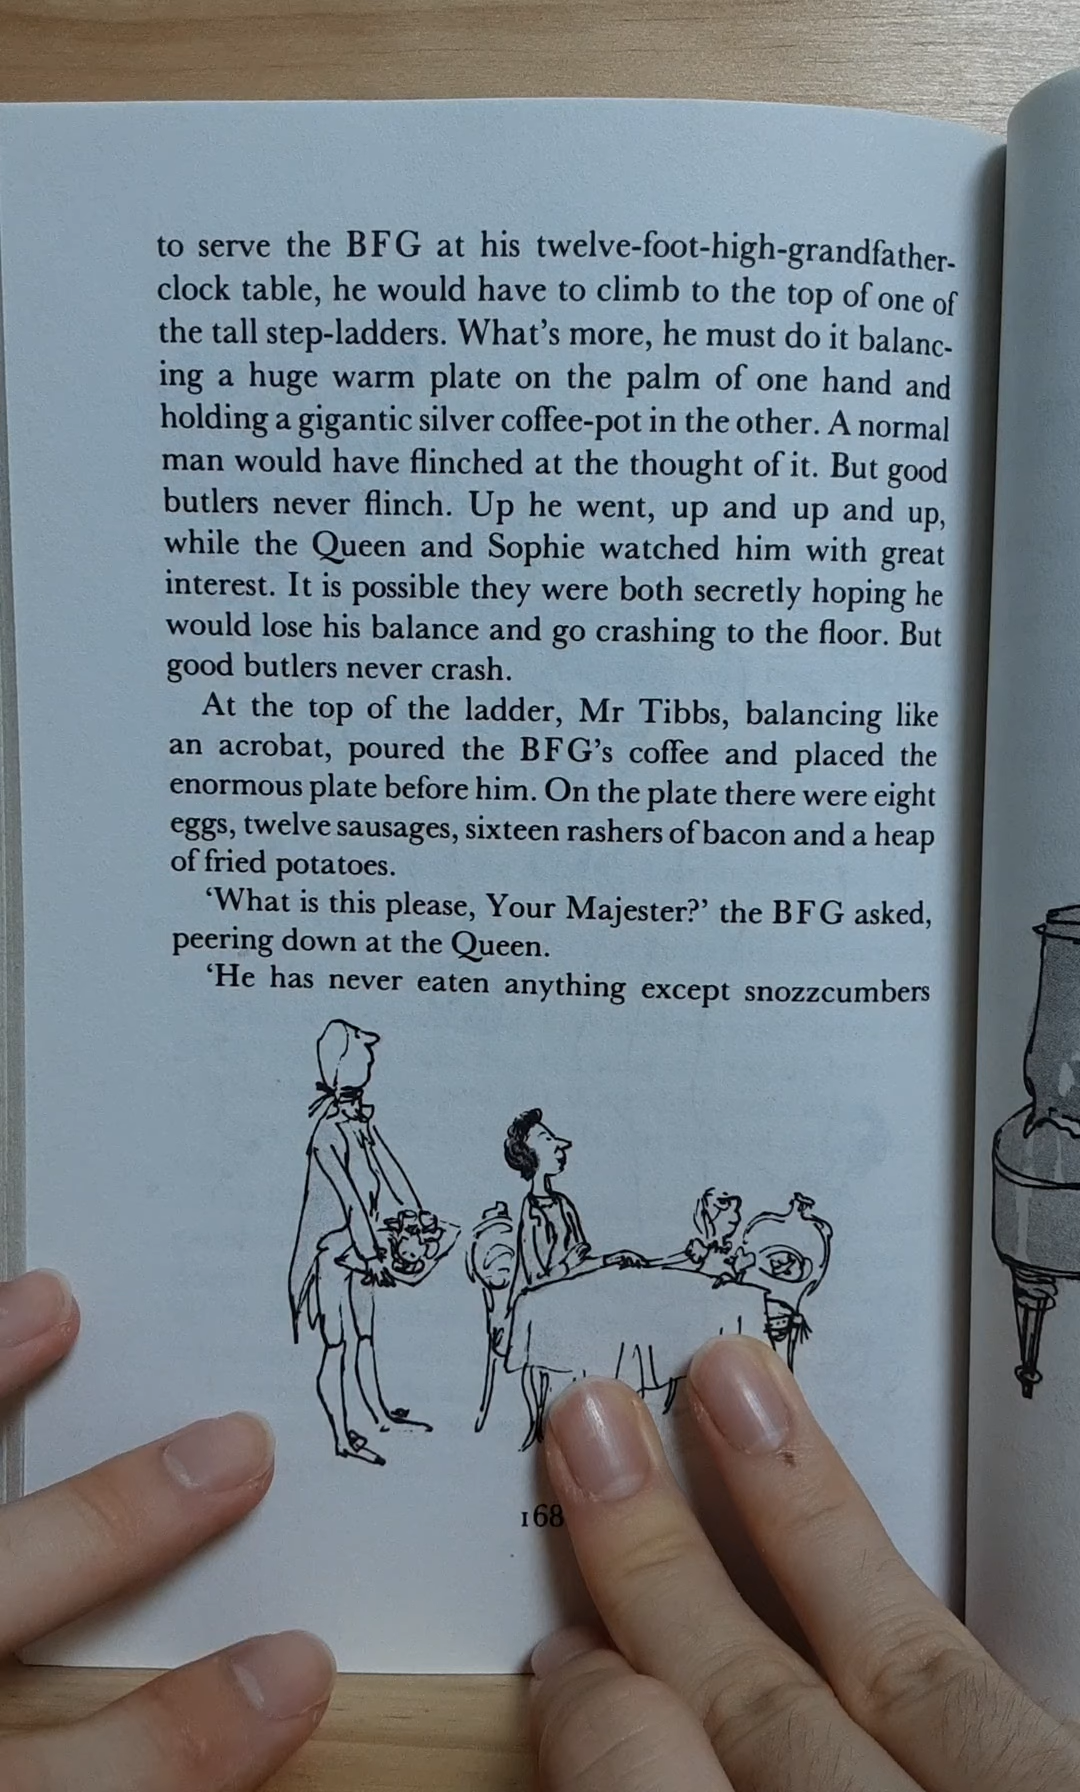 to serve the BFG at his twelve-foot-high-grandfather-
clock table, he would have to climb to the top of one of
the tall step-ladders. What's more, he must do it balanc-
ing a huge warm plate on the palm of one hand and
holding a gigantic silver coffee-pot in the other. A normal
man would have flinched at the thought of it. But good
butlers never flinch. Up he went, up and up and up,
while the Queen and Sophie watched him with great
interest. It is possible they were both secretly hoping he
would lose his balance and go crashing to the floor. But
good butlers never crash.
At the top of the ladder, Mr Tibbs, balancing like
an acrobat, poured the BFG's coffee and placed the
enormous plate before him. On the plate there were eight
eggs, twelve sausages, sixteen rashers of bacon and a heap
of fried potatoes.
‘What is this please, Your Majester?’ the BFG asked,
peering down at the Queen.
‘He has never eaten anything except snozzcumbers
168